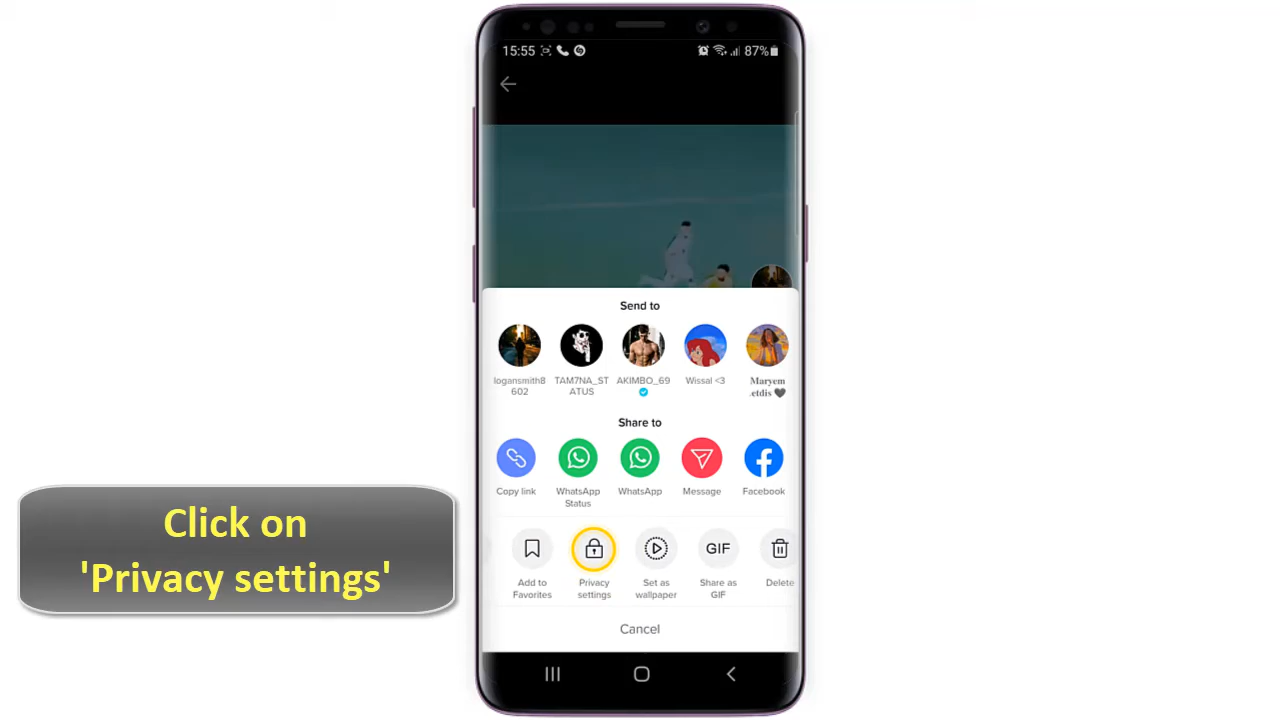 15:55 87%
Send to
logansmith8
602
TAM7NA_ST
ATUS
AKIMBO_69
Wissal <3
Maryem
.etdis 🖤
Share to
Copy link
WhatsApp
Status
WhatsApp
Message
Facebook
GIF
Add to
Favorites
Privacy
settings
Set as
wallpaper
Share as
GIF
Delete
Cancel
Click on
'Privacy settings'